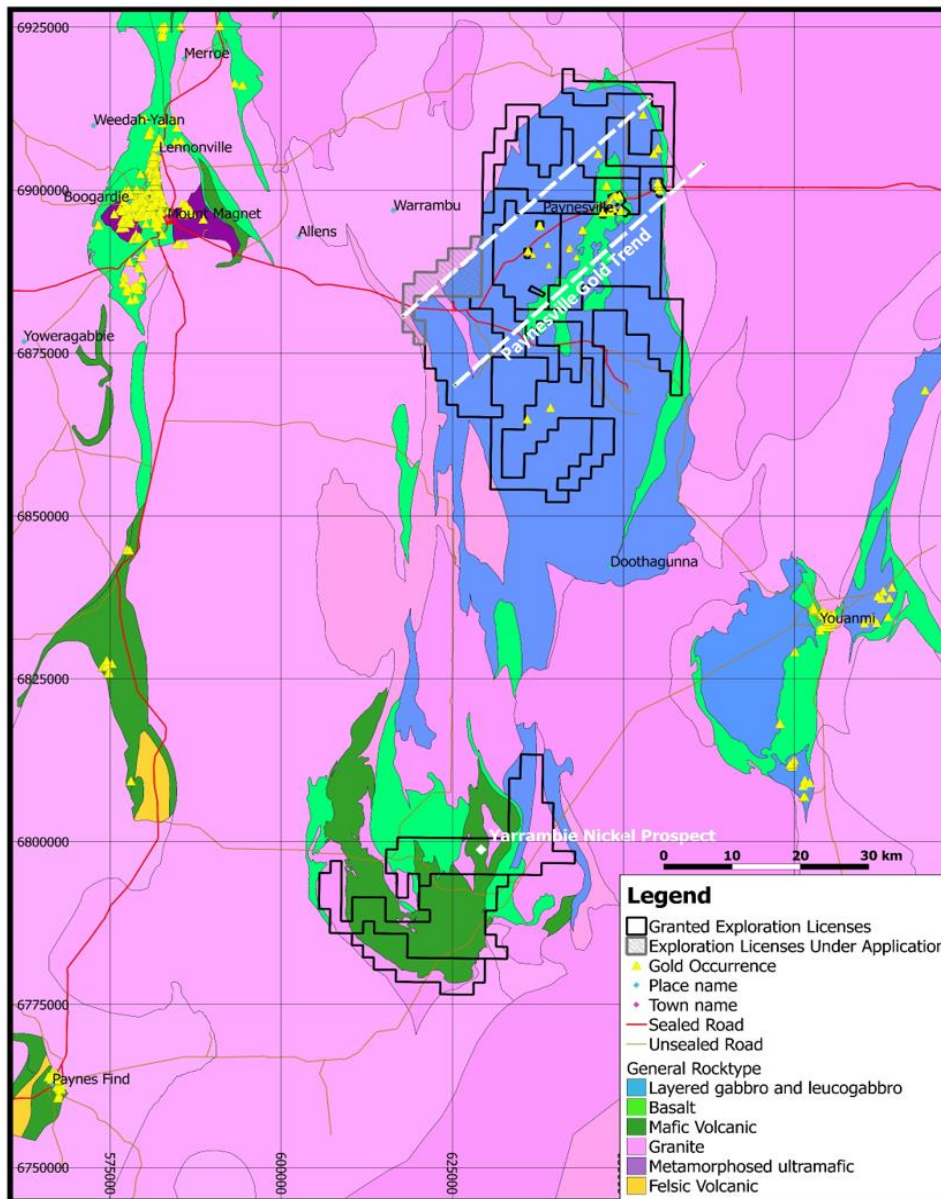 6925000
Merroe
Weedah-Yalan
Lennonville
6900000
Boogardie
Mount Magnet
Warrambu
Paynesville
Allens
Paynesville Gold Trend
Yoweragabbie
6875000
6850000
Doothagunna
Youanmi
6825000
Yarrambie Nickel Prospect
6800000
0 10 20 30 km
Legend
Granted Exploration Licenses
Exploration Licenses Under Application
Gold Occurrence
Place name
Town name
Sealed Road
Unsealed Road
General Rocktype
Layered gabbro and leucogabbro
Basalt
Mafic Volcanic
Granite
Metamorphosed ultramafic
Felsic Volcanic
6775000
Paynes Find
6750000
575000
600000
625000